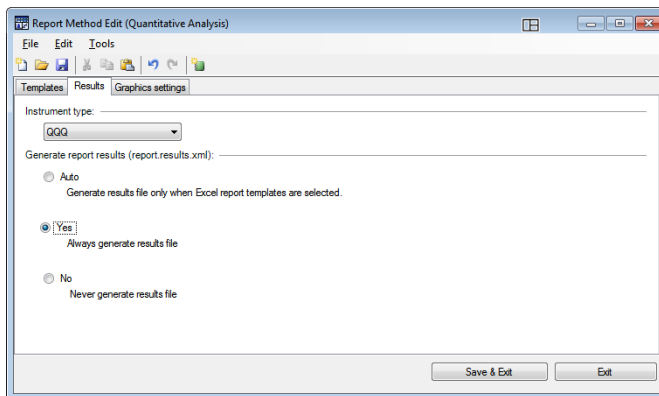 Report Method Edit (Quantitative Analysis)
File Edit Tools
Templates Results Graphics settings
Instrument type:
QQQ
Generate report results (report.results.xml):
Auto
Generate results file only when Excel report templates are selected.
Yes
Always generate results file
No
Never generate results file
Save & Exit Exit